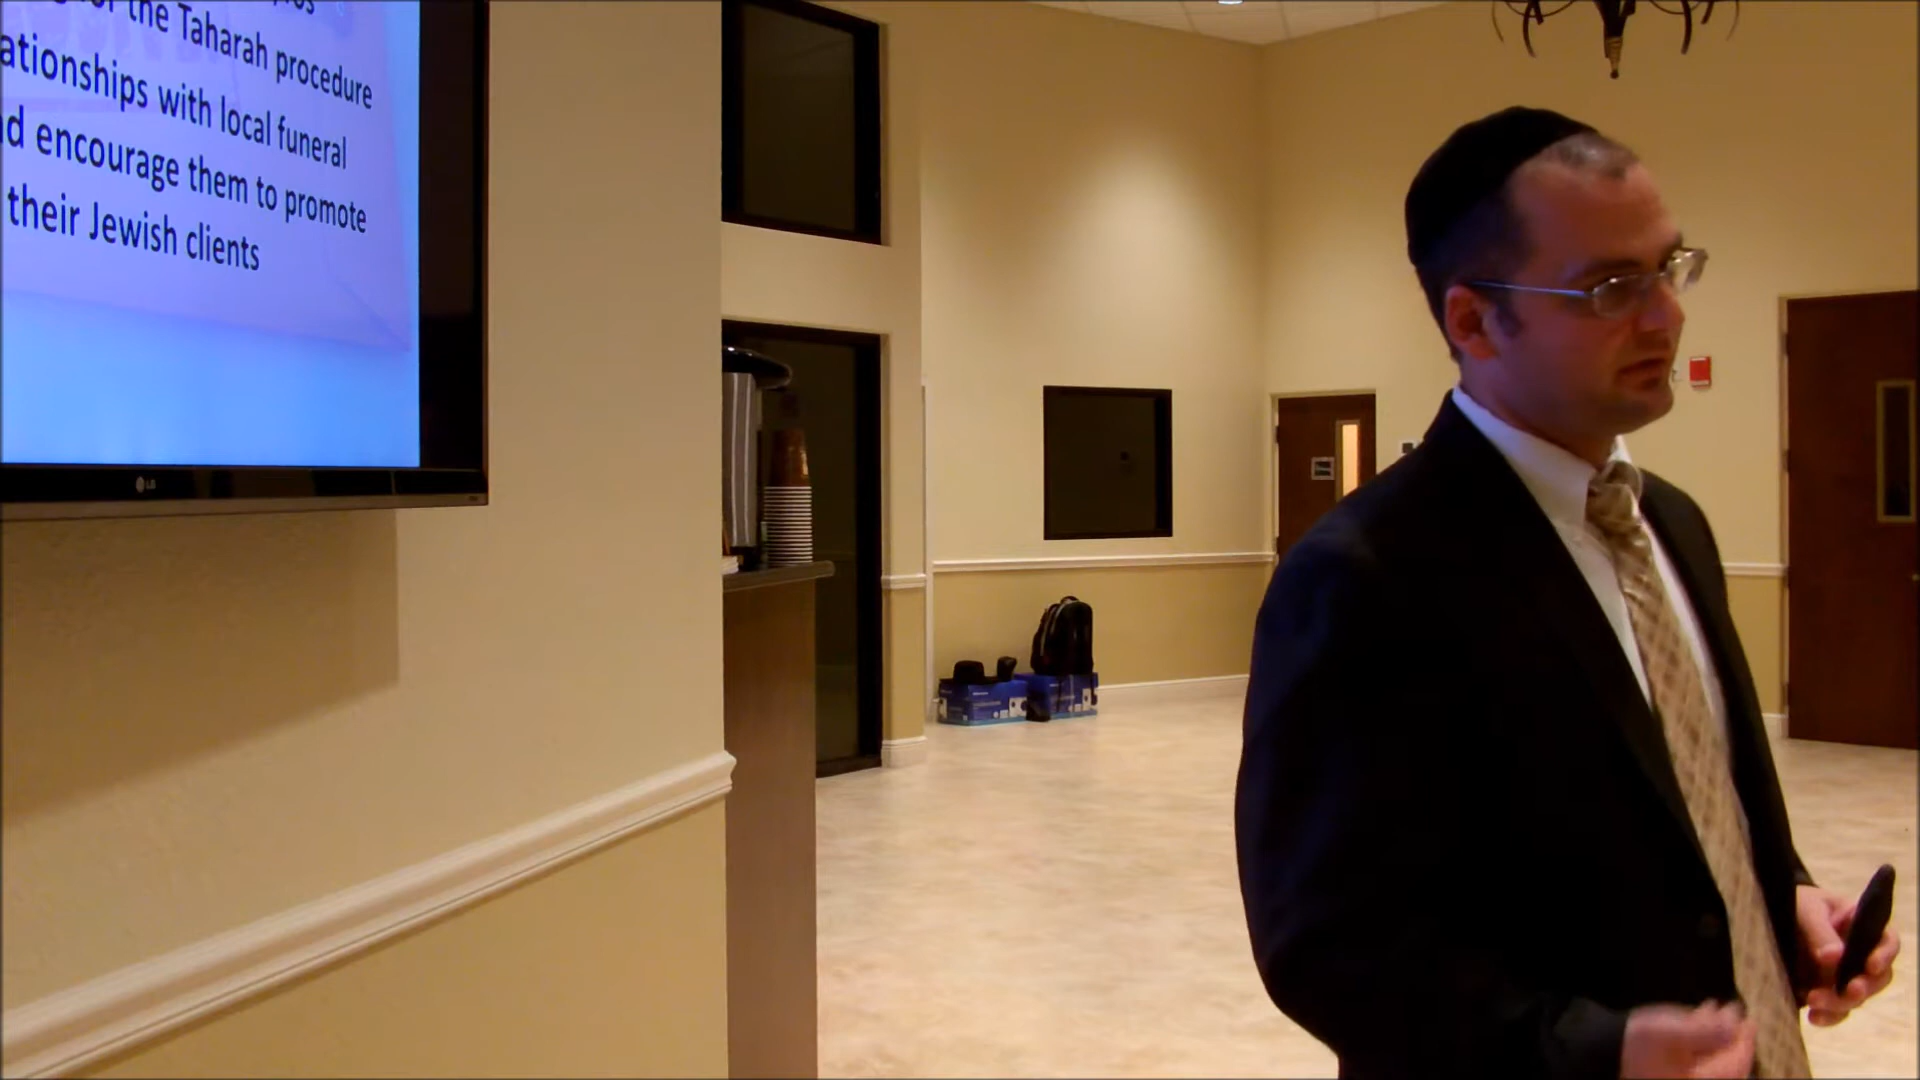 the Taharah procedure
ationships with local funeral
d encourage them to promote
their Jewish clients
LG